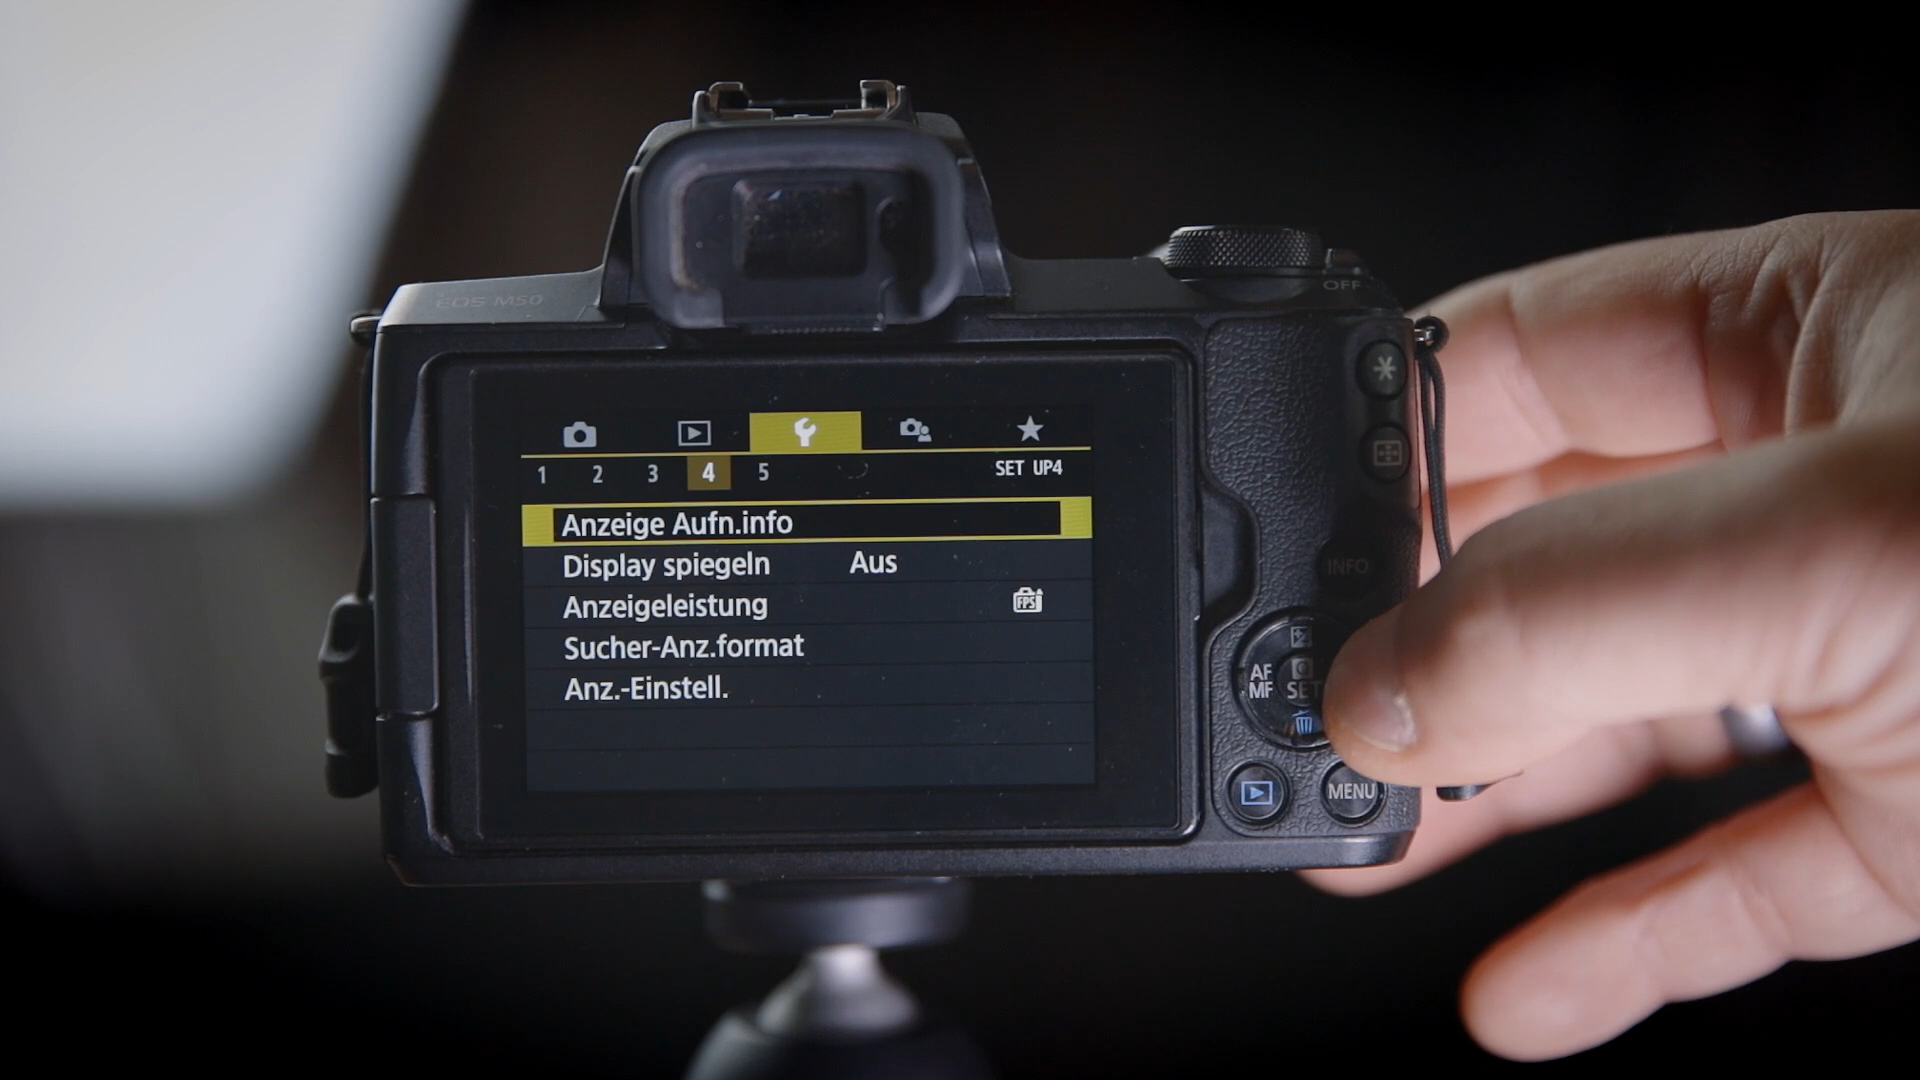 EOS M50
OFF
1 2 3 4 5 SET UP4
Anzeige Aufn.info
Display spiegeln Aus
Anzeigeleistung FPS
Sucher-Anz.format
Anz.-Einstell.
INFO
AF
MF
SET
MENU